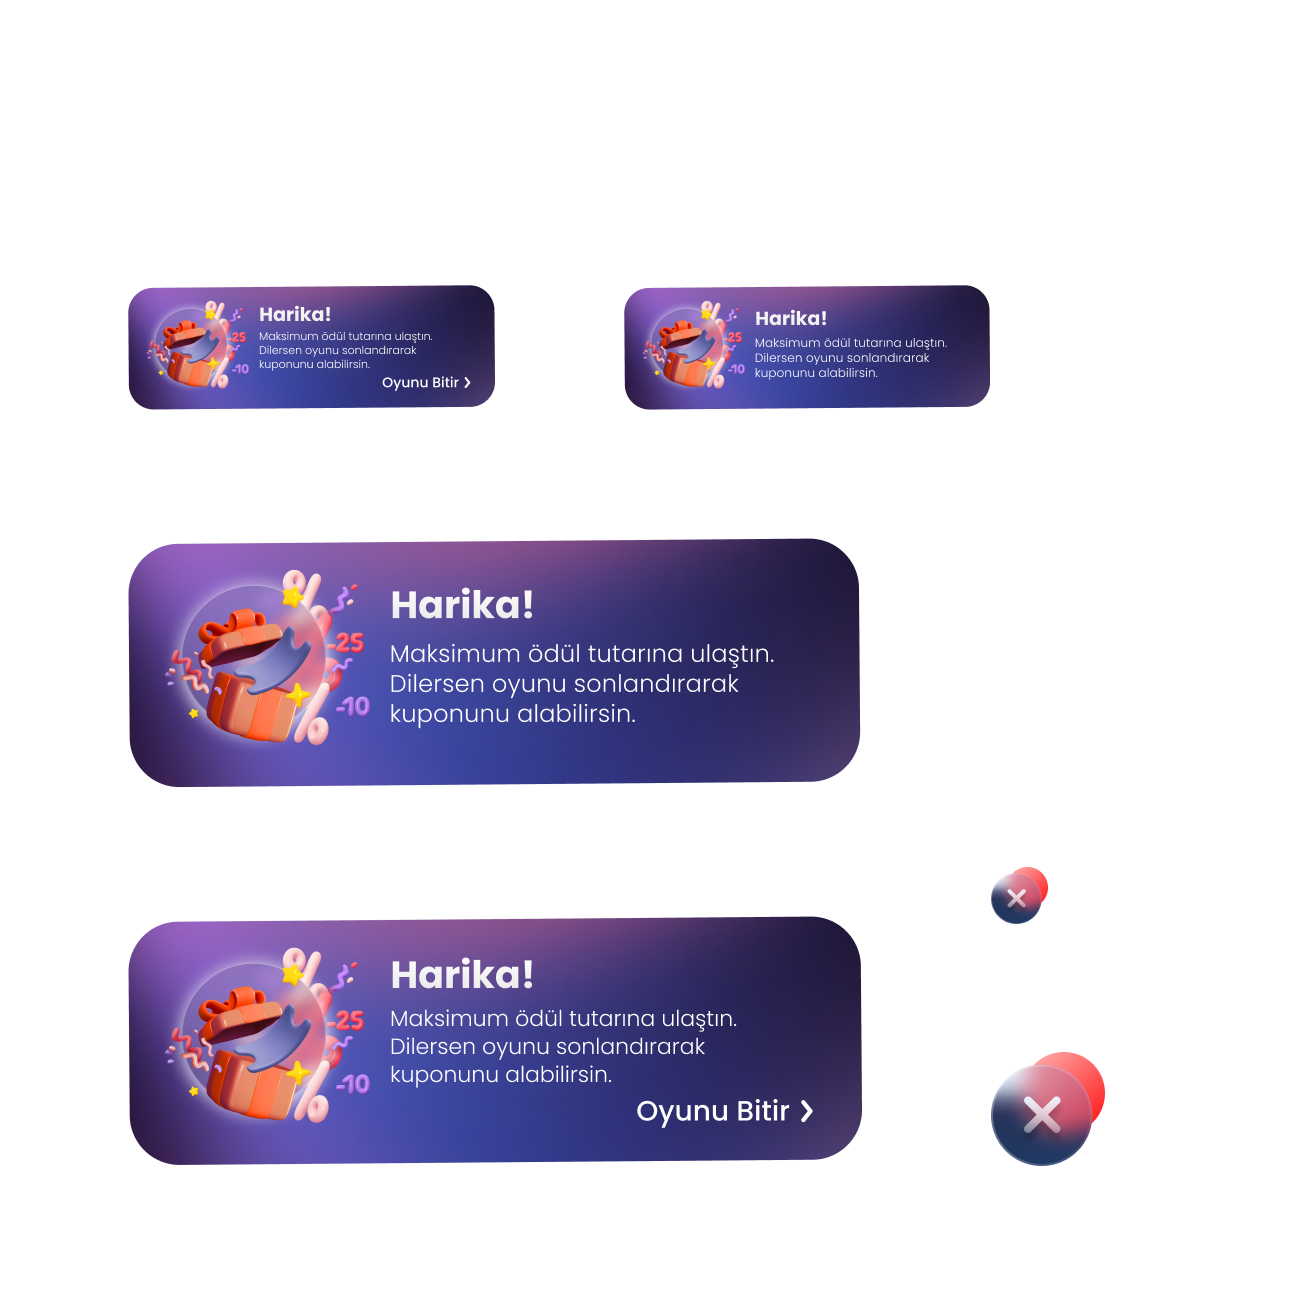 Harika!
Maksimum ödül tutarına ulaştın.
Dilersen oyunu sonlandırarak
kuponunu alabilirsin.
Oyunu Bitir
%
-25
-10
%
Harika!
Maksimum ödül tutarına ulaştın.
Dilersen oyunu sonlandırarak
kuponunu alabilirsin.
%
-25
-10
%
Harika!
Maksimum ödül tutarına ulaştın.
Dilersen oyunu sonlandırarak
kuponunu alabilirsin.
%
-25
-10
%
Harika!
Maksimum ödül tutarına ulaştın.
Dilersen oyunu sonlandırarak
kuponunu alabilirsin.
Oyunu Bitir
%
-25
-10
%